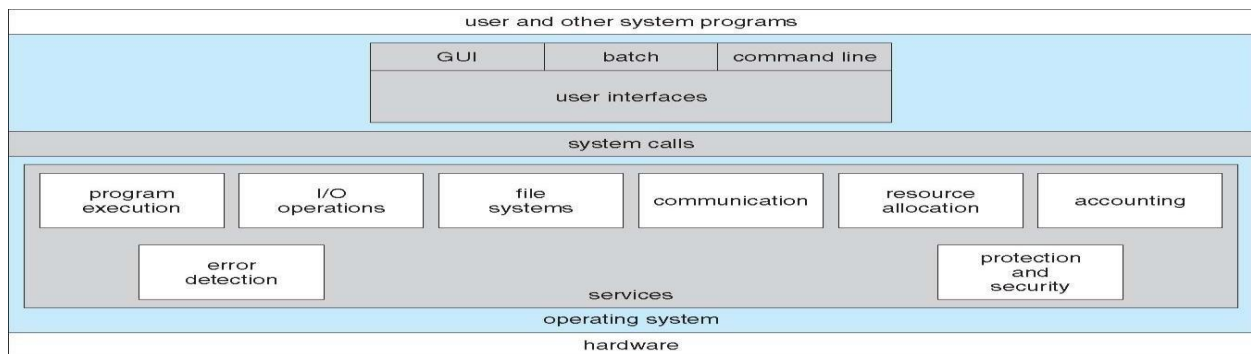 user and other system programs
GUI
batch
command line
user interfaces
system calls
program
execution
I/O
operations
file
systems
communication
resource
allocation
accounting
error
detection
protection
and
security
services
operating system
hardware